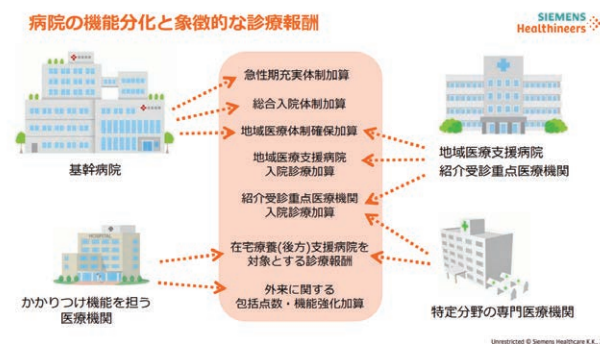 病院の機能分化と象徴的な診療報酬
SIEMENS
Healthineers
急性期充実体制加算
総合入院体制加算
地域医療体制確保加算
地域医療支援病院
入院診療加算
紹介受診重点医療機関
入院診療加算
在宅療養(後方)支援病院を
対象とする診療報酬
外来に関する
包括点数・機能強化加算
基幹病院
かかりつけ機能を担う
医療機関
地域医療支援病院
紹介受診重点医療機関
特定分野の専門医療機関
HOSPITAL
Unrestricted © Siemens Healthcare K.K.,